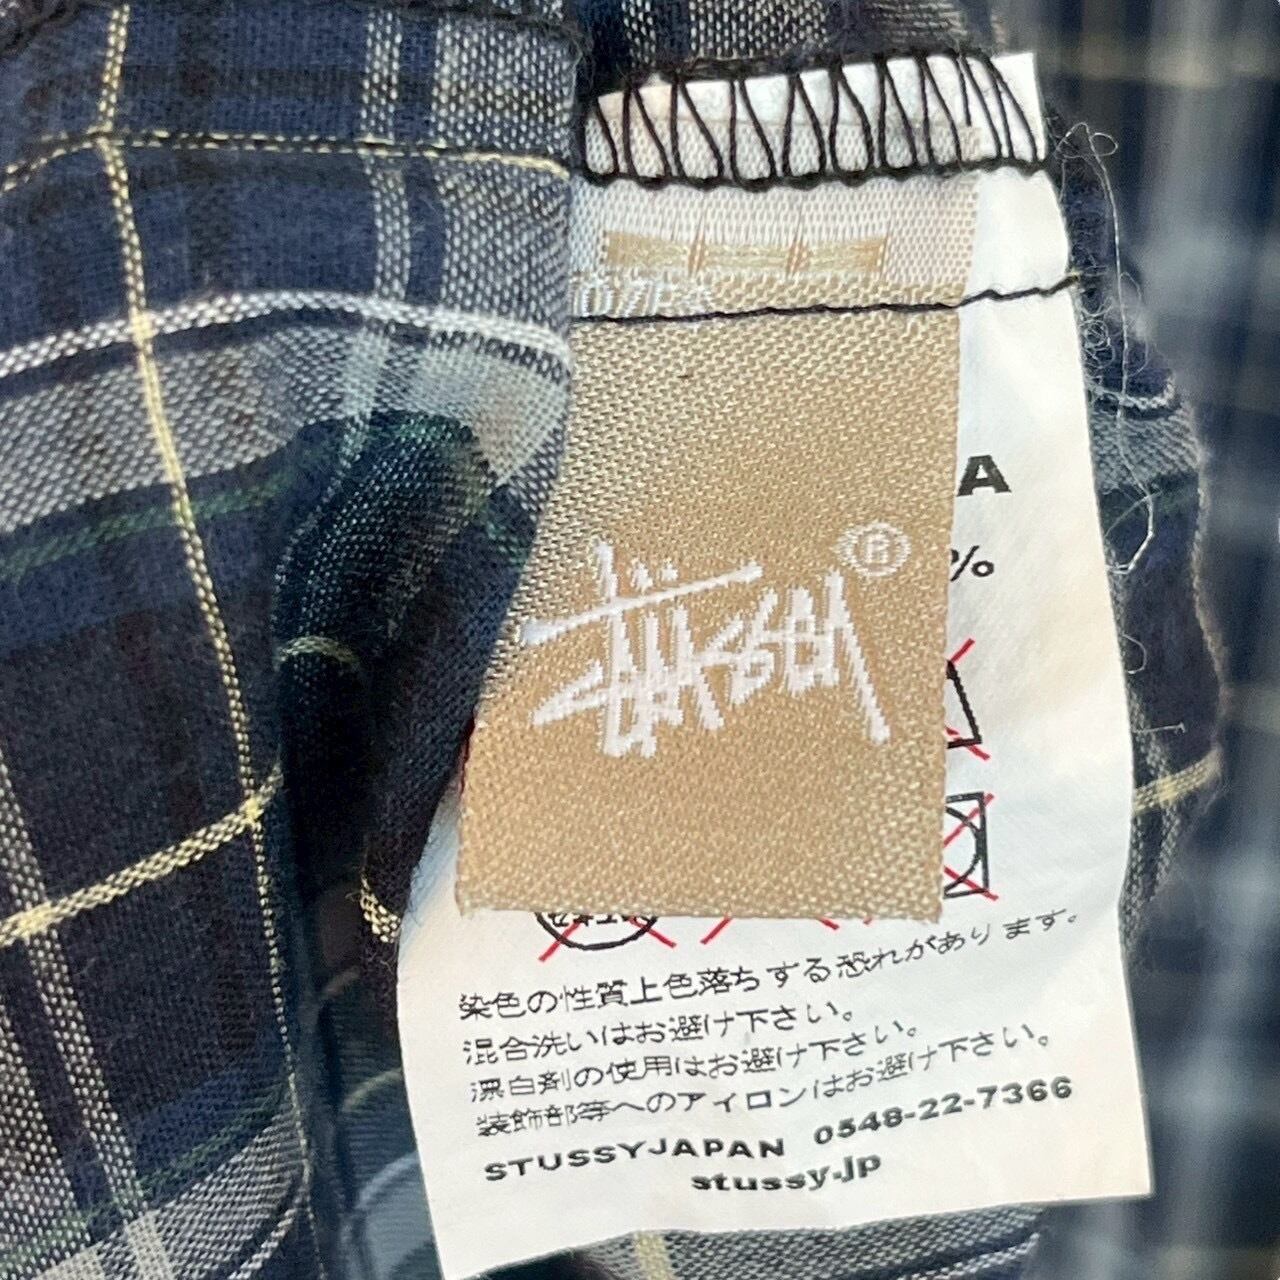 A
%
Stüssy ®
染色の性質上色落ちする恐れがあります。
混合洗いはお避け下さい。
漂白剤の使用はお避け下さい。
装飾部等へのアイロンはお避け下さい。
STUSSYJAPAN 0548-22-7366
stussy.jp